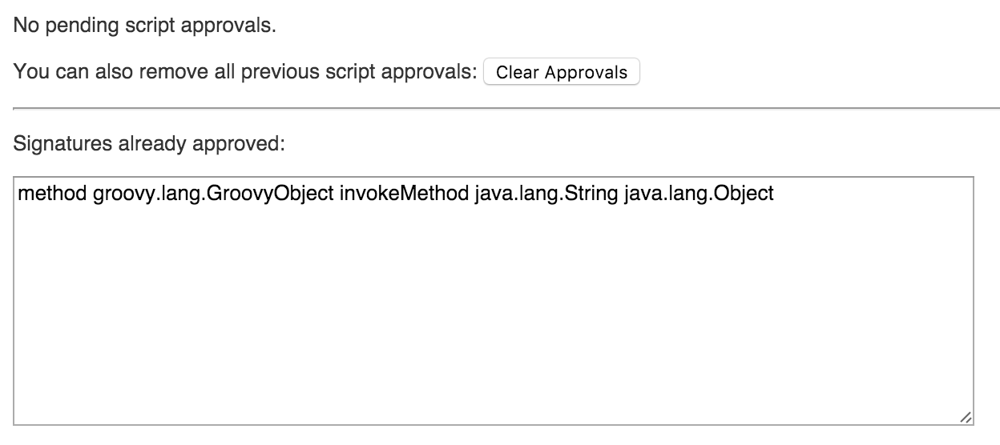 No pending script approvals.
You can also remove all previous script approvals: Clear Approvals
Signatures already approved:
method groovy.lang.GroovyObject invokeMethod java.lang.String java.lang.Object